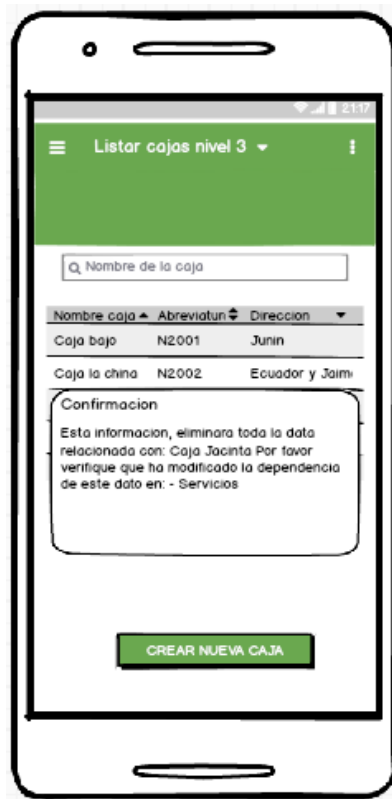 21:17
Listar cajas nivel 3
Nombre de la caja
Nombre caja Abreviatun Direccion
Caja bajo N2001 Junin
Caja la china N2002 Ecuador y Jaim
Confirmacion
Esta informacion, eliminara toda la data
relacionada con: Caja Jacinta Por favor
verifique que ha modificado la dependencia
de este dato en: - Servicios
CREAR NUEVA CAJA